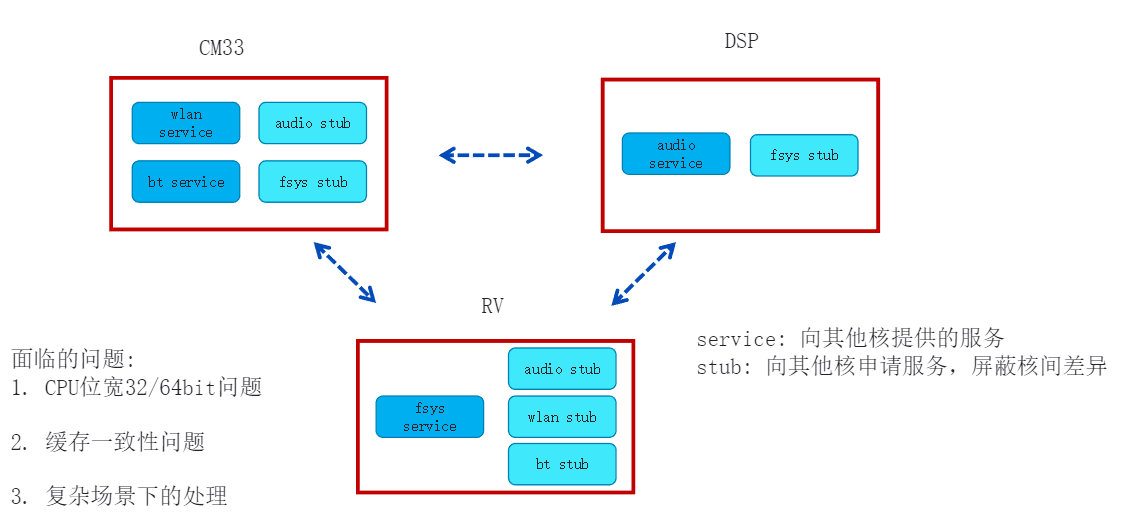 CM33
DSP
wlan
service
audio stub
bt service
fsys stub
audio
service
fsys stub
RV
audio stub
fsys
service
wlan stub
bt stub
service: 向其他核提供的服务
stub: 向其他核申请服务，屏蔽核间差异
面临的问题:
1. CPU位宽32/64bit问题
2. 缓存一致性问题
3. 复杂场景下的处理